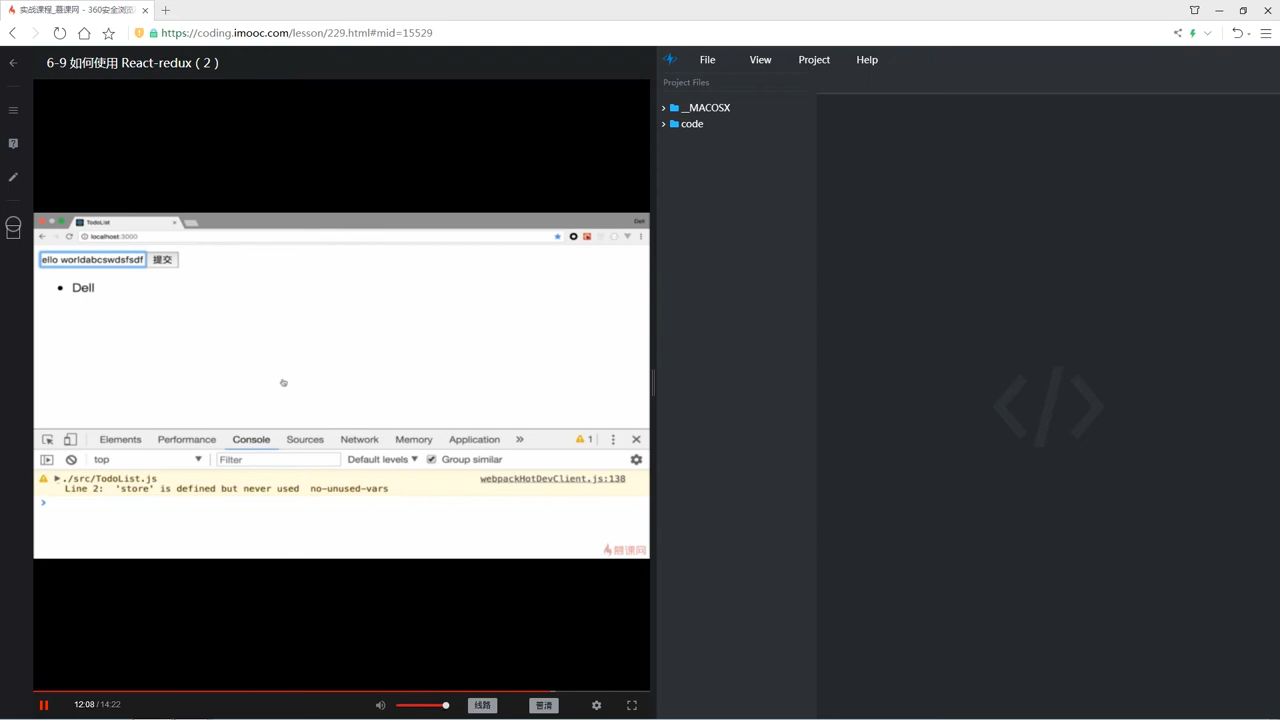 实战课程_慕课网 - 360安全浏览
https://coding.imooc.com/lesson/229.html#mid=15529
6-9 如何使用 React-redux ( 2 )
File View Project Help
Project Files
__MACOSX
code
TodoList
Dell
localhost:3000
ello worldabcswdsfsdf 提交
Dell
Elements Performance Console Sources Network Memory Application » 1
top Filter Default levels Group similar
./src/TodoList.js webpackHotDevClient.js:138
Line 2: 'store' is defined but never used no-unused-vars
慕课网
12:08 / 14:22 线路 普清